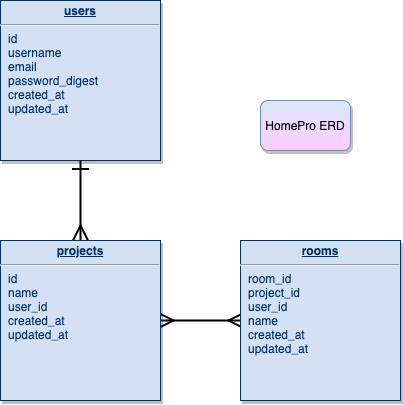 users
id
username
email
password_digest
created_at
updated_at
HomePro ERD
projects
id
name
user_id
created_at
updated_at
rooms
room_id
project_id
user_id
name
created_at
updated_at